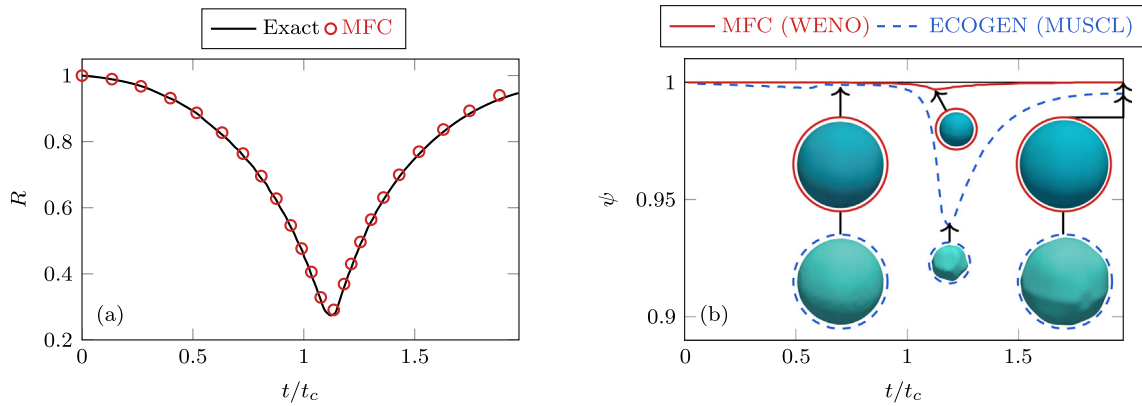 Exact MFC
1
0.8
0.6
0.4
0.2
R
(a)
0 0.5 1 1.5
t/t_c
MFC (WENO) ECOGEN (MUSCL)
1
0.95
0.9
ψ
(b)
0 0.5 1 1.5
t/t_c